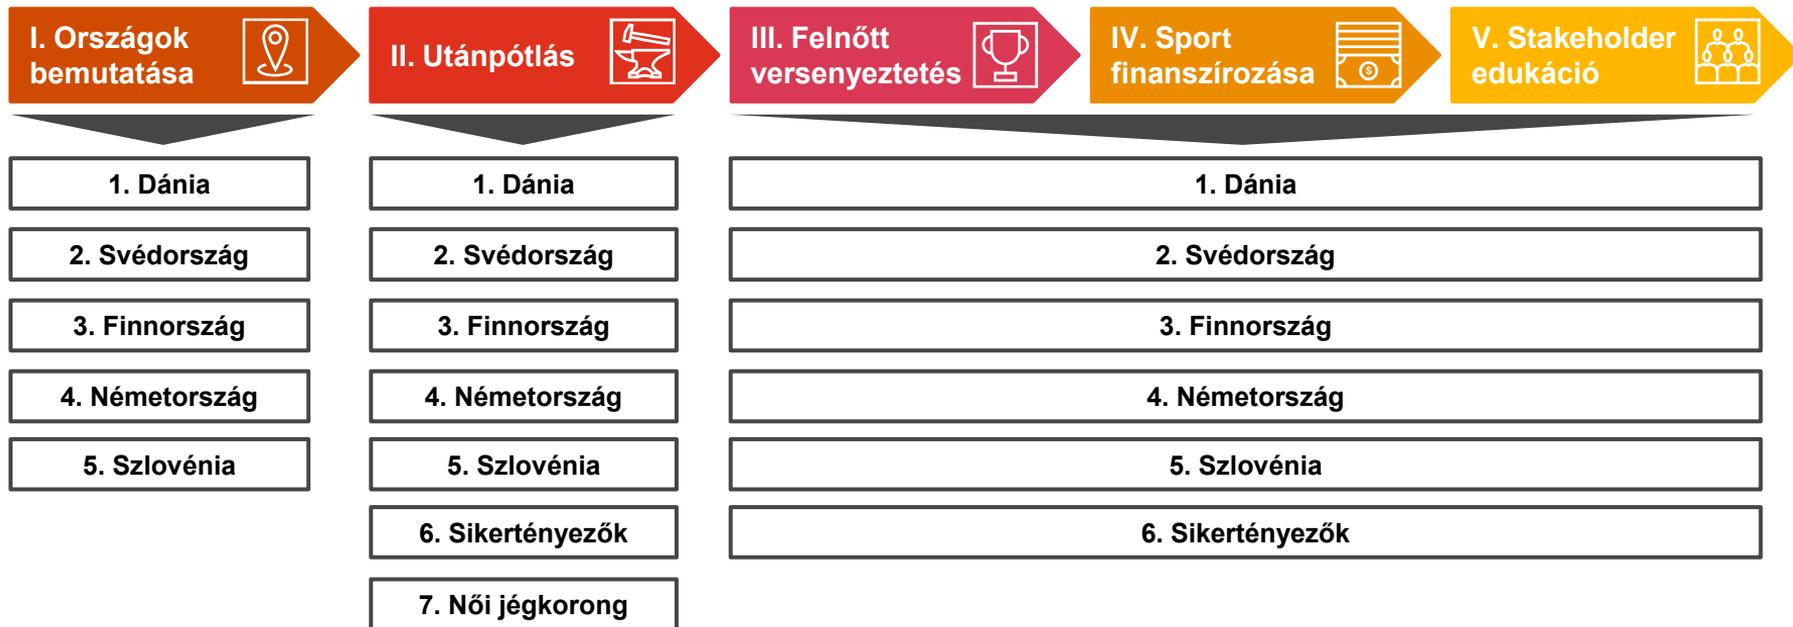 I. Országok
bemutatása
II. Utánpótlás
III. Felnőtt
versenyeztetés
IV. Sport
finanszírozása
$
V. Stakeholder
edukáció
1. Dánia
2. Svédország
3. Finnország
4. Németország
5. Szlovénia
1. Dánia
2. Svédország
3. Finnország
4. Németország
5. Szlovénia
6. Sikertényezők
7. Női jégkorong
1. Dánia
2. Svédország
3. Finnország
4. Németország
5. Szlovénia
6. Sikertényezők